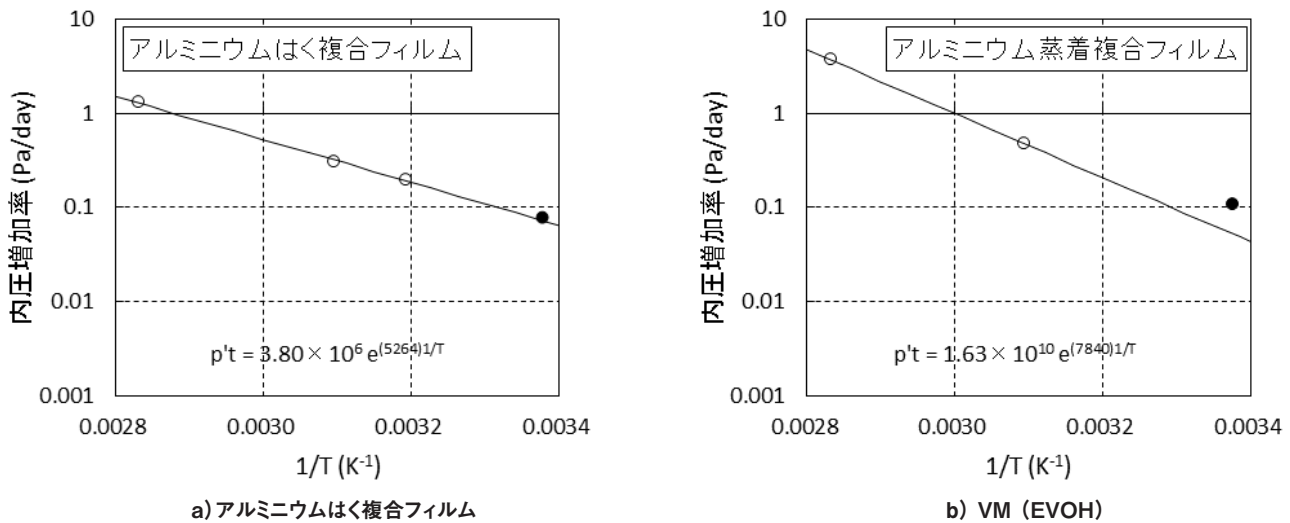 アルミニウムはく複合フィルム
内圧増加率 (Pa/day)
10
1
0.1
0.01
0.001
p't = 3.80 × 10⁶ e⁽⁵²⁶⁴⁾¹/ᵀ
0.0028 0.0030 0.0032 0.0034
1/T (K⁻¹)
a)アルミニウムはく複合フィルム
アルミニウム蒸着複合フィルム
内圧増加率 (Pa/day)
10
1
0.1
0.01
0.001
p't = 1.63 × 10¹⁰ e⁽⁷⁸⁴⁰⁾¹/ᵀ
0.0028 0.0030 0.0032 0.0034
1/T (K⁻¹)
b) VM (EVOH)